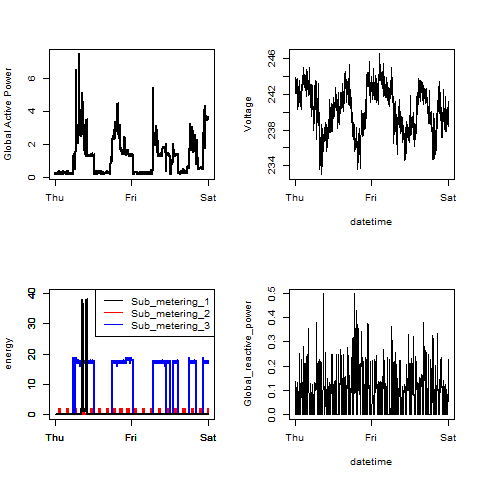 Global Active Power
6
4
2
0
Thu Fri Sat
Voltage
246
242
238
234
Thu Fri Sat
datetime
energy
40
30
20
10
0
Sub_metering_1
Sub_metering_2
Sub_metering_3
Thu Fri Sat
Global_reactive_power
0.5
0.4
0.3
0.2
0.1
0.0
Thu Fri Sat
datetime